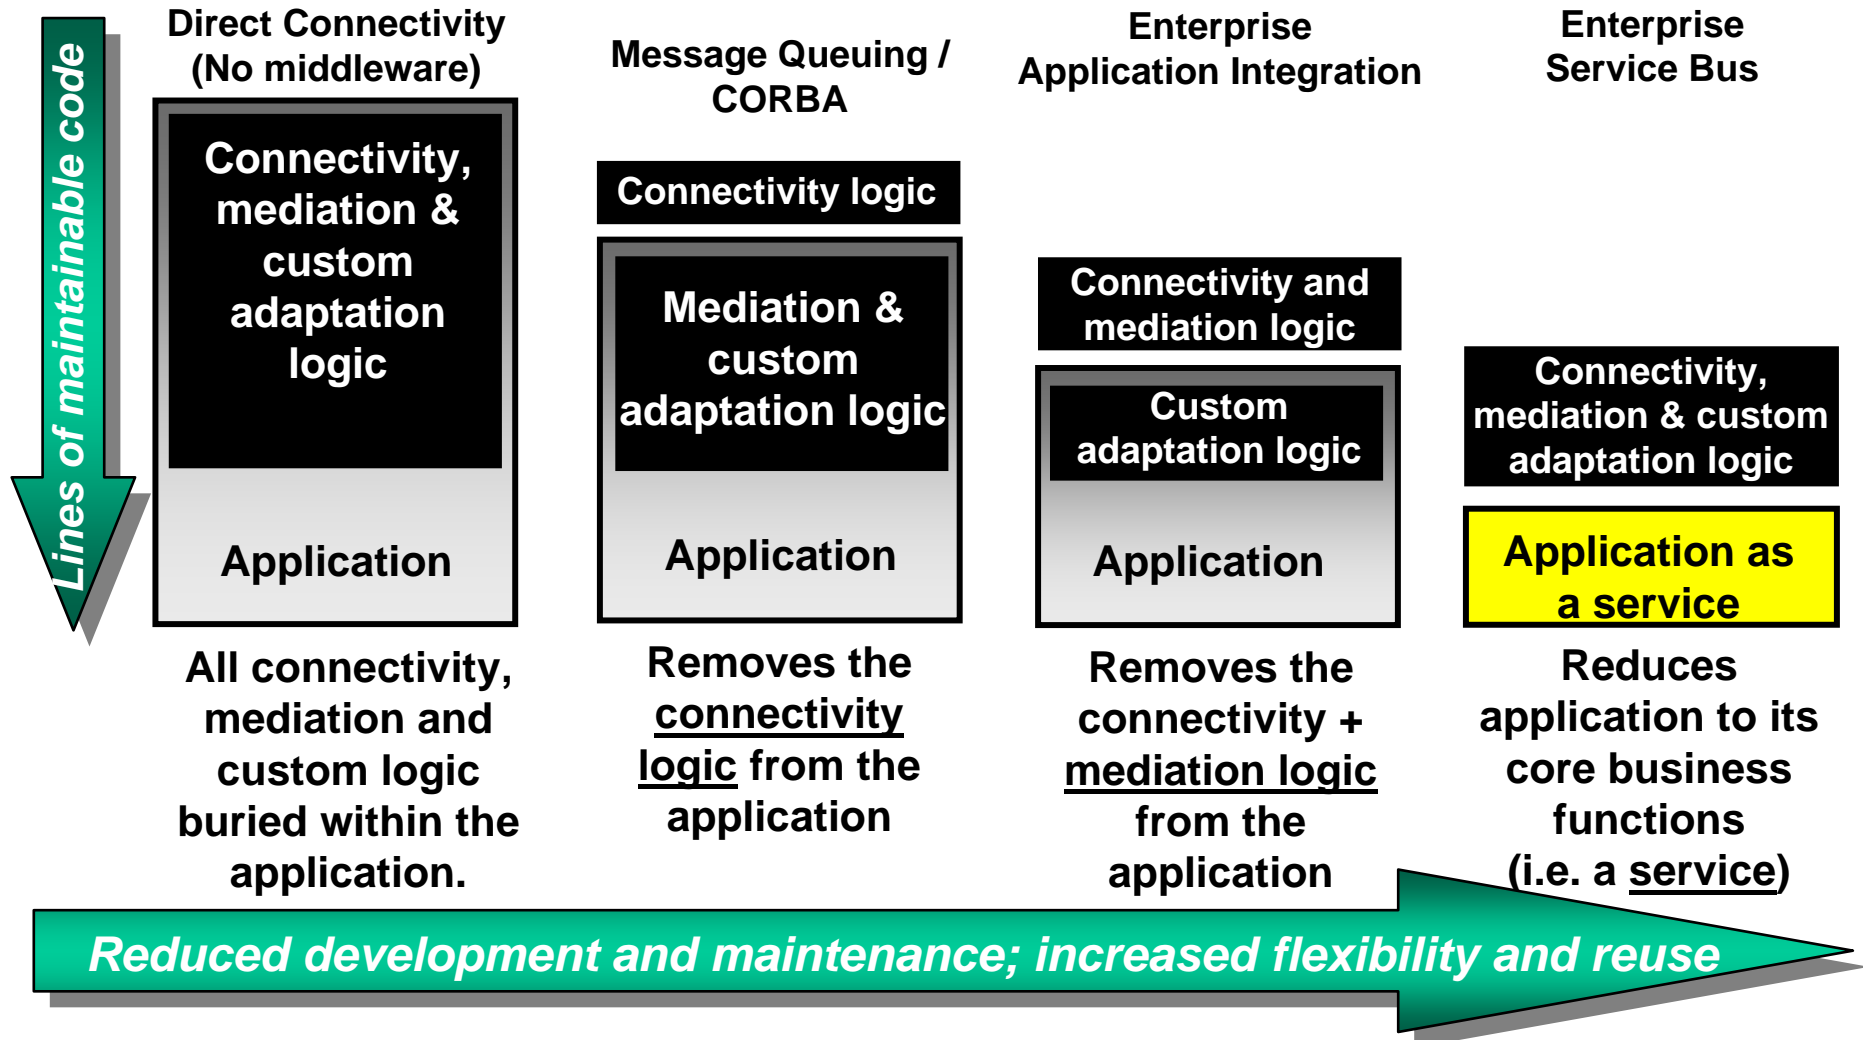 Lines of maintainable code
Direct Connectivity
(No middleware)
Connectivity,
mediation &
custom
adaptation
logic
Application
All connectivity,
mediation and
custom logic
buried within the
application.
Message Queuing /
CORBA
Connectivity logic
Mediation &
custom
adaptation logic
Application
Removes the
connectivity
logic from the
application
Enterprise
Application Integration
Connectivity and
mediation logic
Custom
adaptation logic
Application
Removes the
connectivity +
mediation logic
from the
application
Enterprise
Service Bus
Connectivity,
mediation & custom
adaptation logic
Application as
a service
Reduces
application to its
core business
functions
(i.e. a service)
Reduced development and maintenance; increased flexibility and reuse